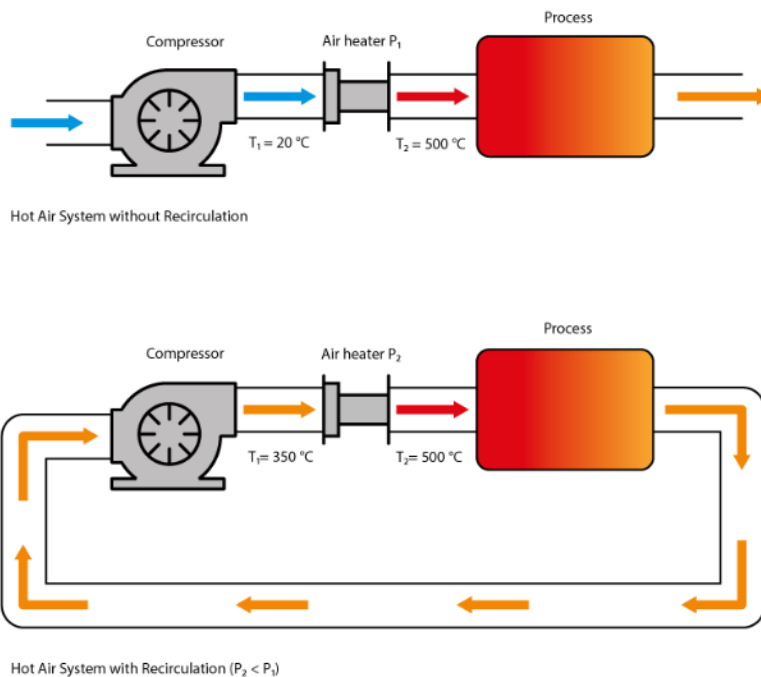 Process
Compressor
Air heater P₁
T₁ = 20 °C
T₂ = 500 °C
Hot Air System without Recirculation
Process
Compressor
Air heater P₂
T₁= 350 °C
T₂= 500 °C
Hot Air System with Recirculation (P₂ < P₁)